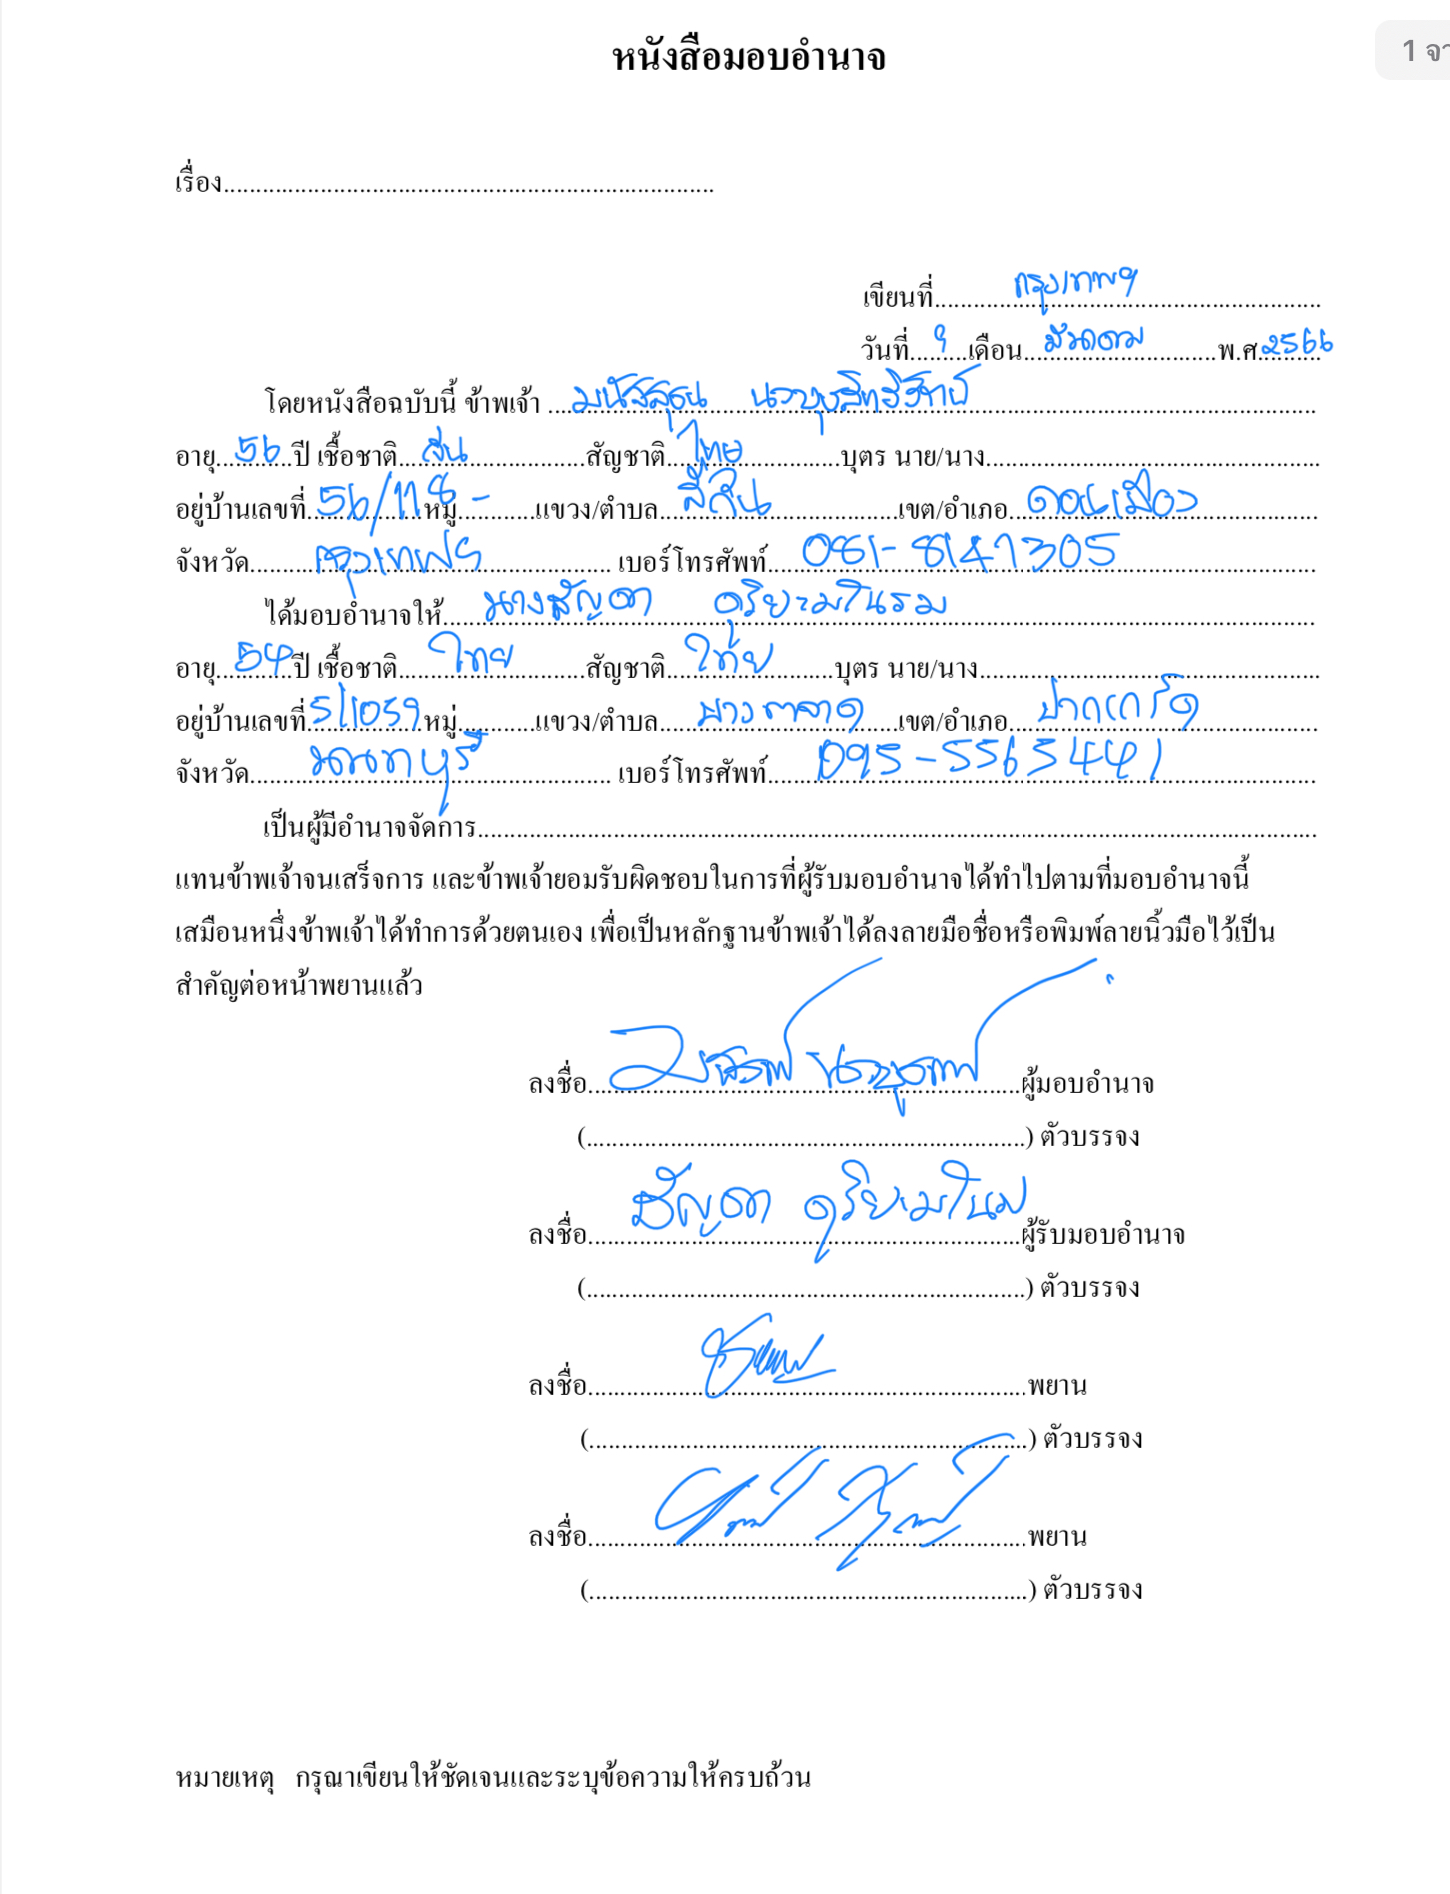 1 จา
หนังสือมอบอำนาจ
เรื่อง...........................................................................
เขียนที่ กรุงเทพฯ
วันที่ 9 เดือน มีนาคม พ.ศ. 2566
โดยหนังสือฉบับนี้ ข้าพเจ้า
อายุ 56 ปี เชื้อชาติ จีน สัญชาติ ไทย บุตร นาย/นาง...................................................
อยู่บ้านเลขที่ 56/118 หมู่ - แขวง/ตำบล สีกัน เขต/อำเภอ ดอนเมือง
จังหวัด กรุงเทพฯ เบอร์โทรศัพท์ 081-8147305
ได้มอบอำนาจให้ นางธัญดา ดุริยะมโนรม
อายุ 54 ปี เชื้อชาติ ไทย สัญชาติ ไทย บุตร นาย/นาง...................................................
อยู่บ้านเลขที่ 51/1059 หมู่............แขวง/ตำบล บางตลาด เขต/อำเภอ ปากเกร็ด
จังหวัด นนทบุรี เบอร์โทรศัพท์ 095-5565441
เป็นผู้มีอำนาจจัดการ.................................................................................................
แทนข้าพเจ้าจนเสร็จการ และข้าพเจ้ายอมรับผิดชอบในการที่ผู้รับมอบอำนาจได้ทำไปตามที่มอบอำนาจนี้
เสมือนหนึ่งข้าพเจ้าได้ทำการด้วยตนเอง เพื่อเป็นหลักฐานข้าพเจ้าได้ลงลายมือชื่อหรือพิมพ์ลายนิ้วมือไว้เป็น
สำคัญต่อหน้าพยานแล้ว
ลงชื่อ ผู้มอบอำนาจ
(...................................................................) ตัวบรรจง
ลงชื่อ ธัญดา ดุริยะมโนรม ผู้รับมอบอำนาจ
(...................................................................) ตัวบรรจง
ลงชื่อ พยาน
(...................................................................) ตัวบรรจง
ลงชื่อ พยาน
(...................................................................) ตัวบรรจง
หมายเหตุ กรุณาเขียนให้ชัดเจนและระบุข้อความให้ครบถ้วน